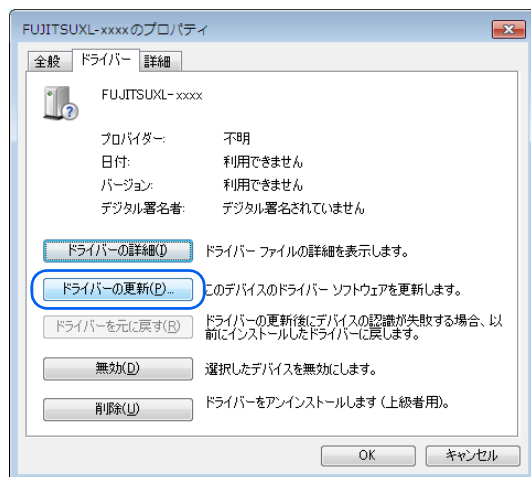 FUJITSUXL-xxxxのプロパティ
全般 ドライバー 詳細
FUJITSUXL-xxxx
プロバイダー: 不明
日付: 利用できません
バージョン: 利用できません
デジタル署名者: デジタル署名されていません
ドライバーの詳細(I) ドライバー ファイルの詳細を表示します。
ドライバーの更新(P)... このデバイスのドライバー ソフトウェアを更新します。
ドライバーを元に戻す(R) ドライバーの更新後にデバイスの認識が失敗する場合、以
前にインストールしたドライバーに戻します。
無効(D) 選択したデバイスを無効にします。
削除(U) ドライバーをアンインストールします (上級者用)。
OK キャンセル